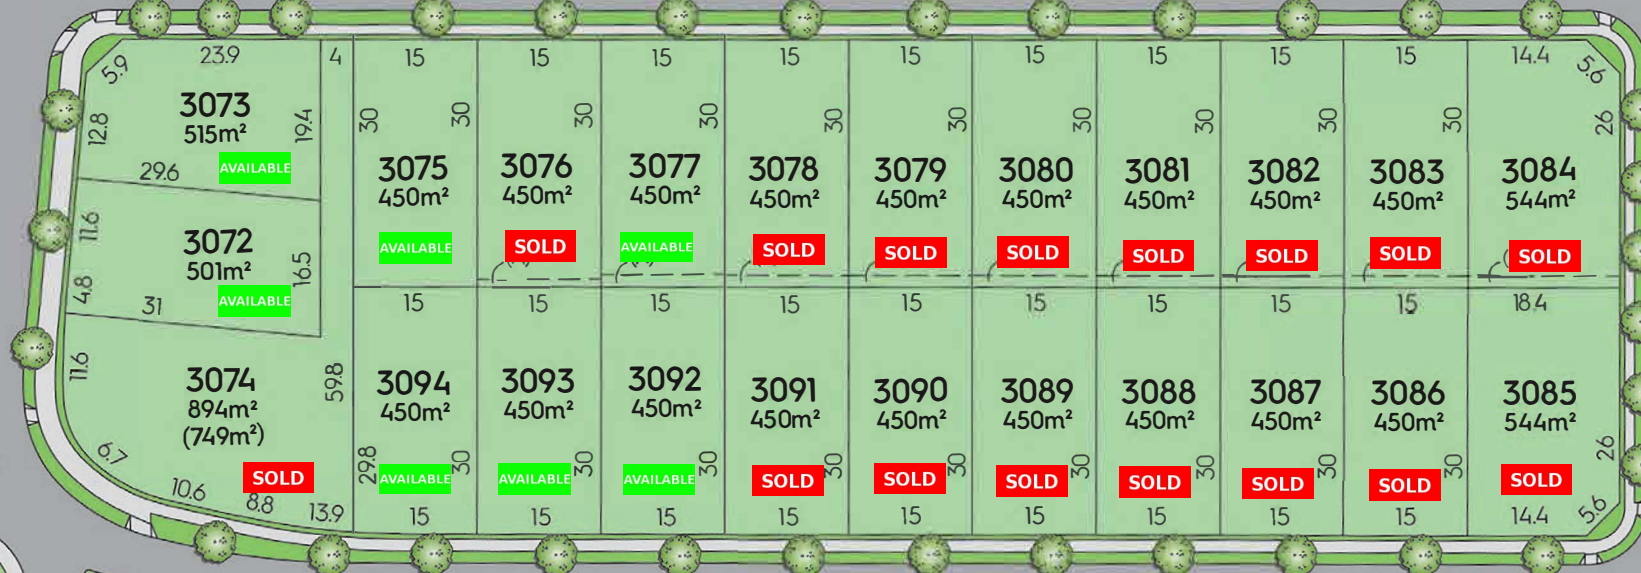 23.9
4
15
15
15
15
15
15
15
15
15
14.4
5.9
5.6
12.8
19.4
30
30
30
30
30
30
30
30
30
30
26
3073
515m²
AVAILABLE
29.6
3075
450m²
AVAILABLE
3076
450m²
SOLD
3077
450m²
AVAILABLE
3078
450m²
SOLD
3079
450m²
SOLD
3080
450m²
SOLD
3081
450m²
SOLD
3082
450m²
SOLD
3083
450m²
SOLD
3084
544m²
SOLD
11.6
3072
501m²
16.5
4.8
AVAILABLE
31
15
15
15
15
15
15
15
15
15
18.4
11.6
3074
894m²
(749m²)
SOLD
59.8
6.7
10.6
8.8
13.9
3094
450m²
29.8
AVAILABLE
30
3093
450m²
AVAILABLE
30
3092
450m²
AVAILABLE
30
3091
450m²
SOLD
30
3090
450m²
SOLD
30
3089
450m²
SOLD
30
3088
450m²
SOLD
30
3087
450m²
SOLD
30
3086
450m²
SOLD
30
3085
544m²
SOLD
26
5.6
15
15
15
15
15
15
15
15
15
14.4